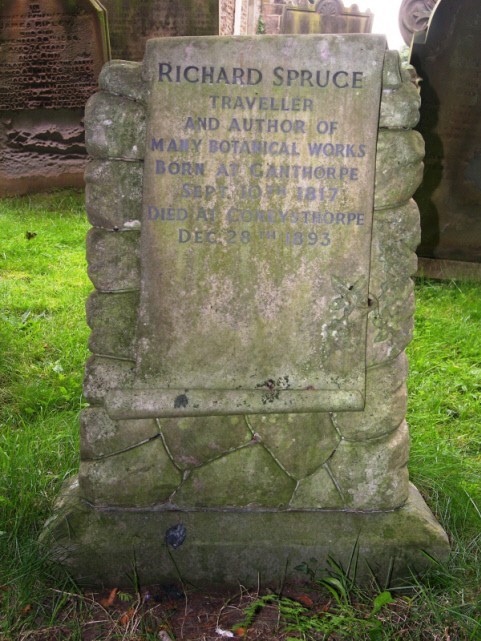 RICHARD SPRUCE
TRAVELLER
AND AUTHOR OF
MANY BOTANICAL WORKS
BORN AT GANTHORPE
SEPT. 10TH 1817
DIED AT CONEYSTHORPE
DEC. 28TH 1893